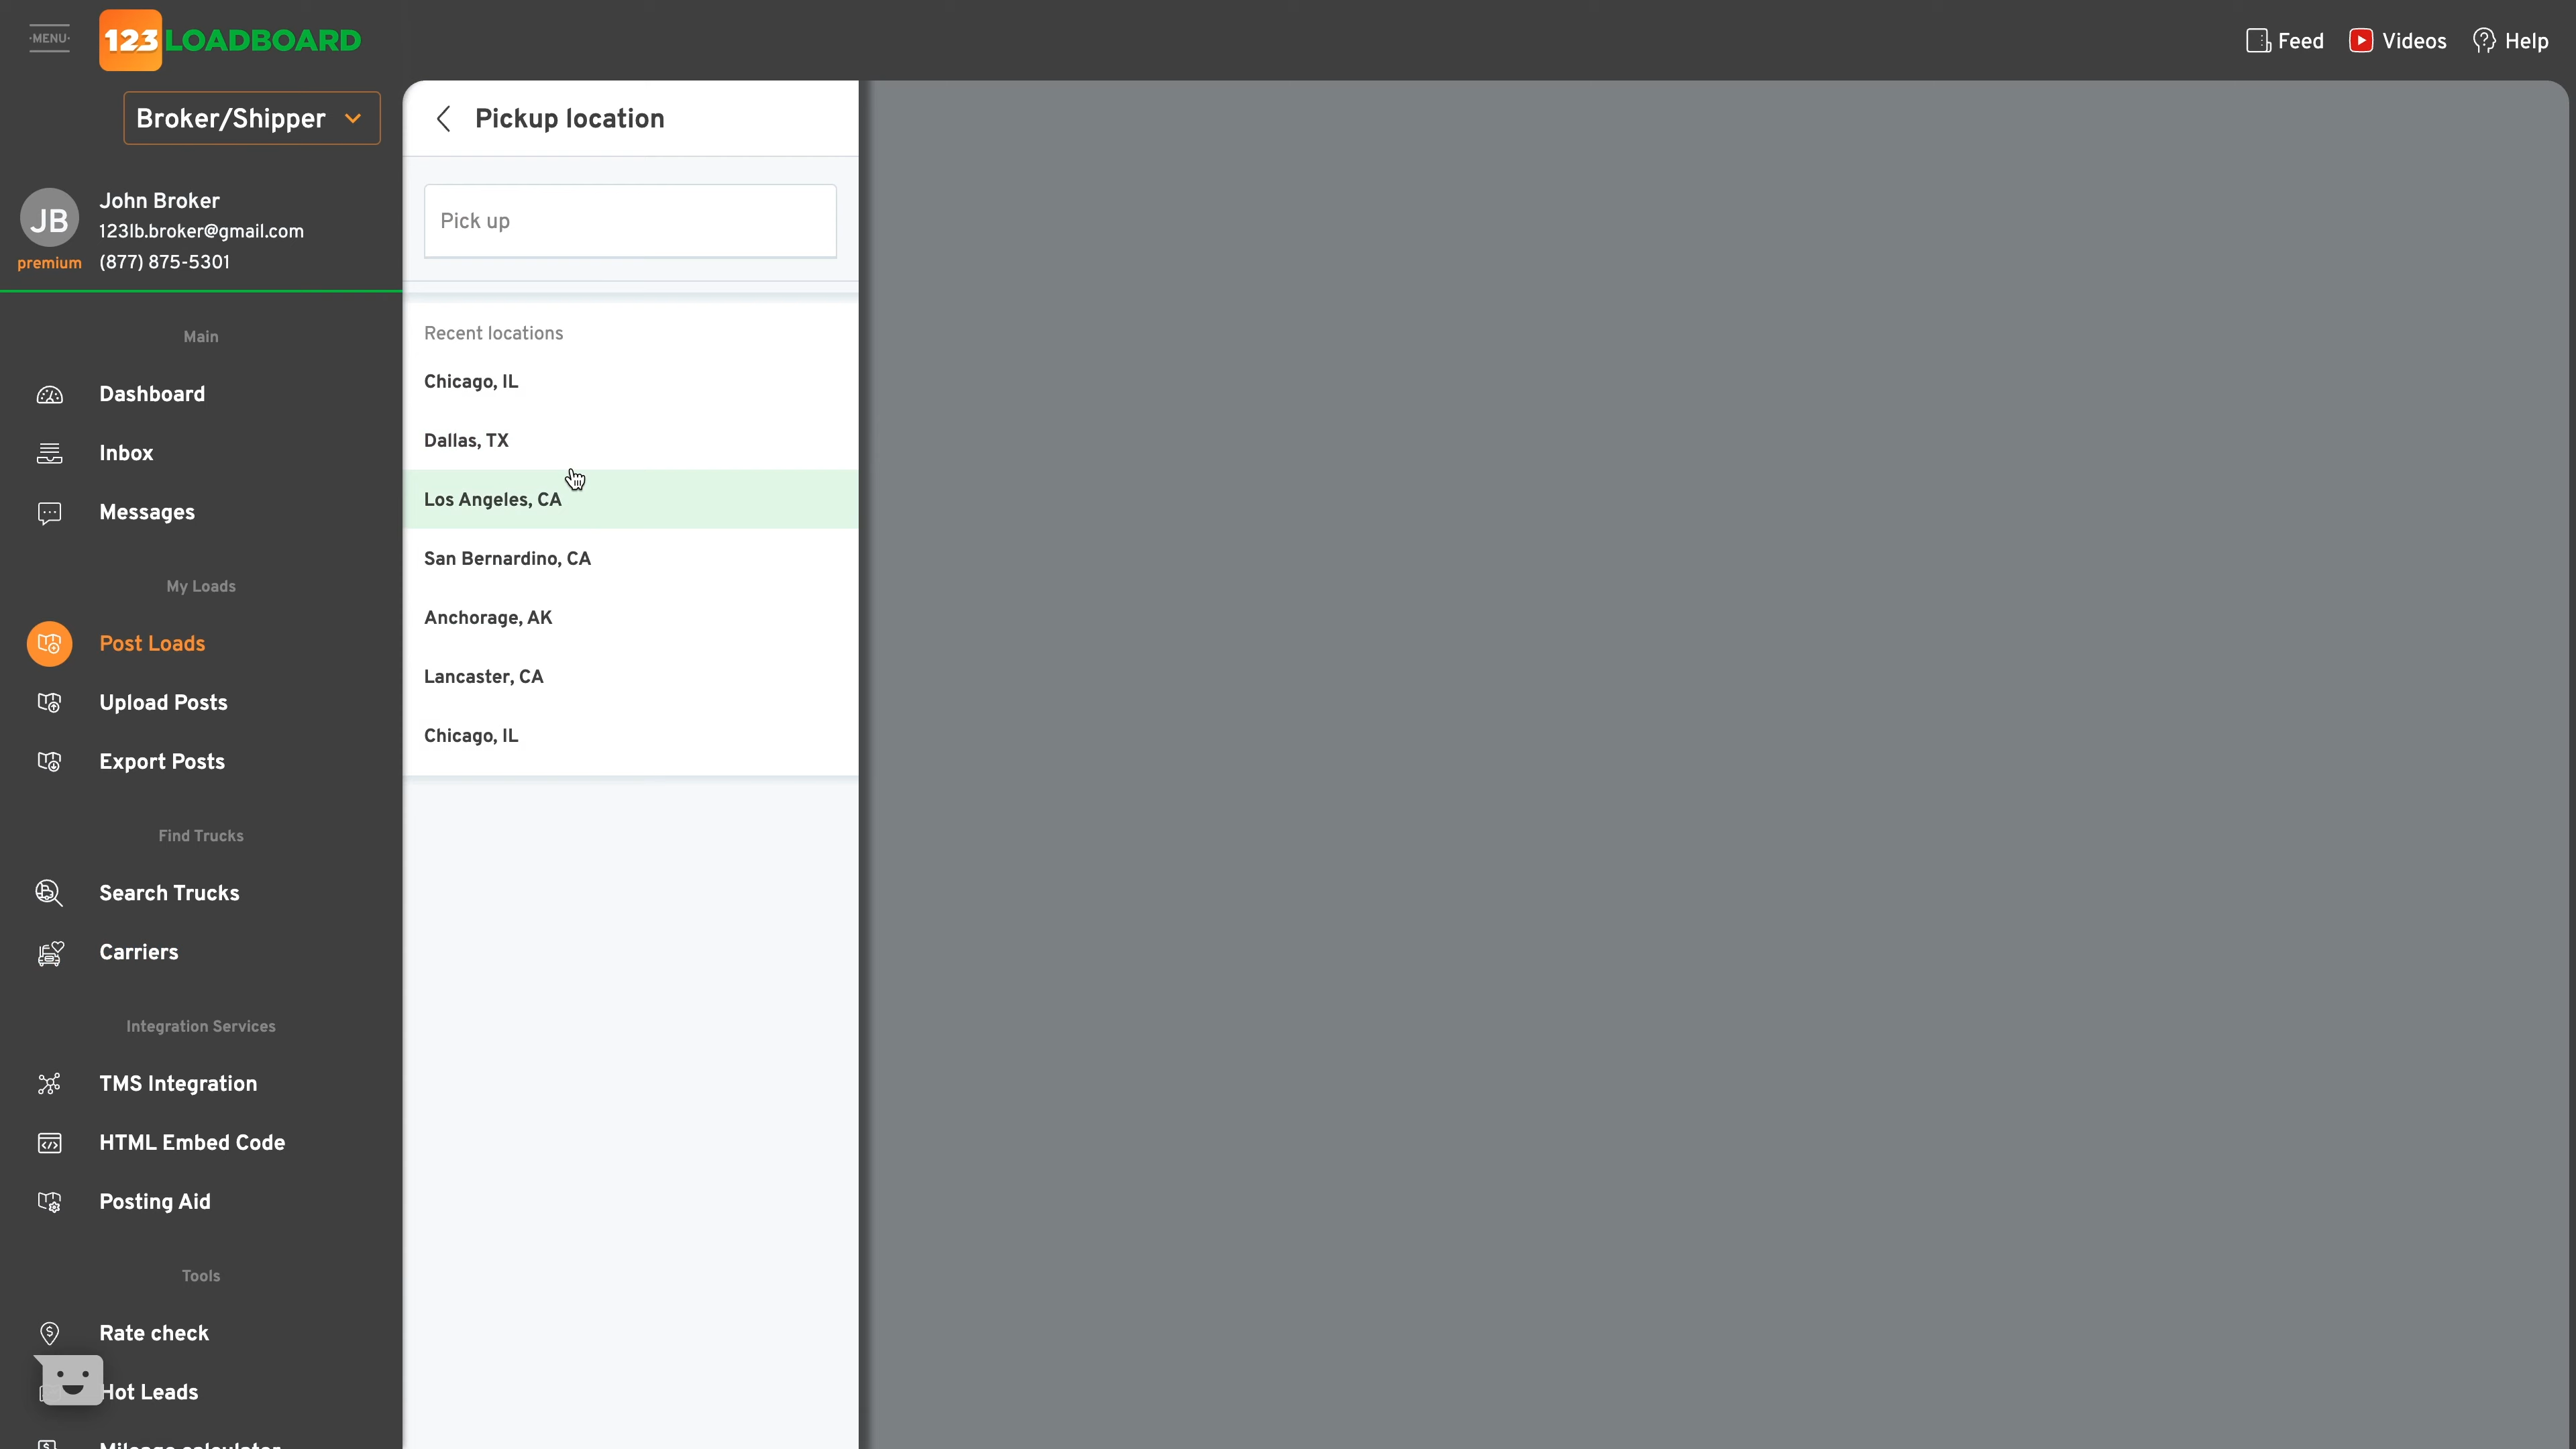 ·MENU·
123LOADBOARD
Feed
Videos
Help
Broker/Shipper
JB
premium
John Broker
123lb.broker@gmail.com
(877) 875-5301
Main
Dashboard
Inbox
Messages
My Loads
Post Loads
Upload Posts
Export Posts
Find Trucks
Search Trucks
Carriers
Integration Services
TMS Integration
HTML Embed Code
Posting Aid
Tools
Rate check
Hot Leads
Mileage calculator
Pickup location
Pick up
Recent locations
Chicago, IL
Dallas, TX
Los Angeles, CA
San Bernardino, CA
Anchorage, AK
Lancaster, CA
Chicago, IL